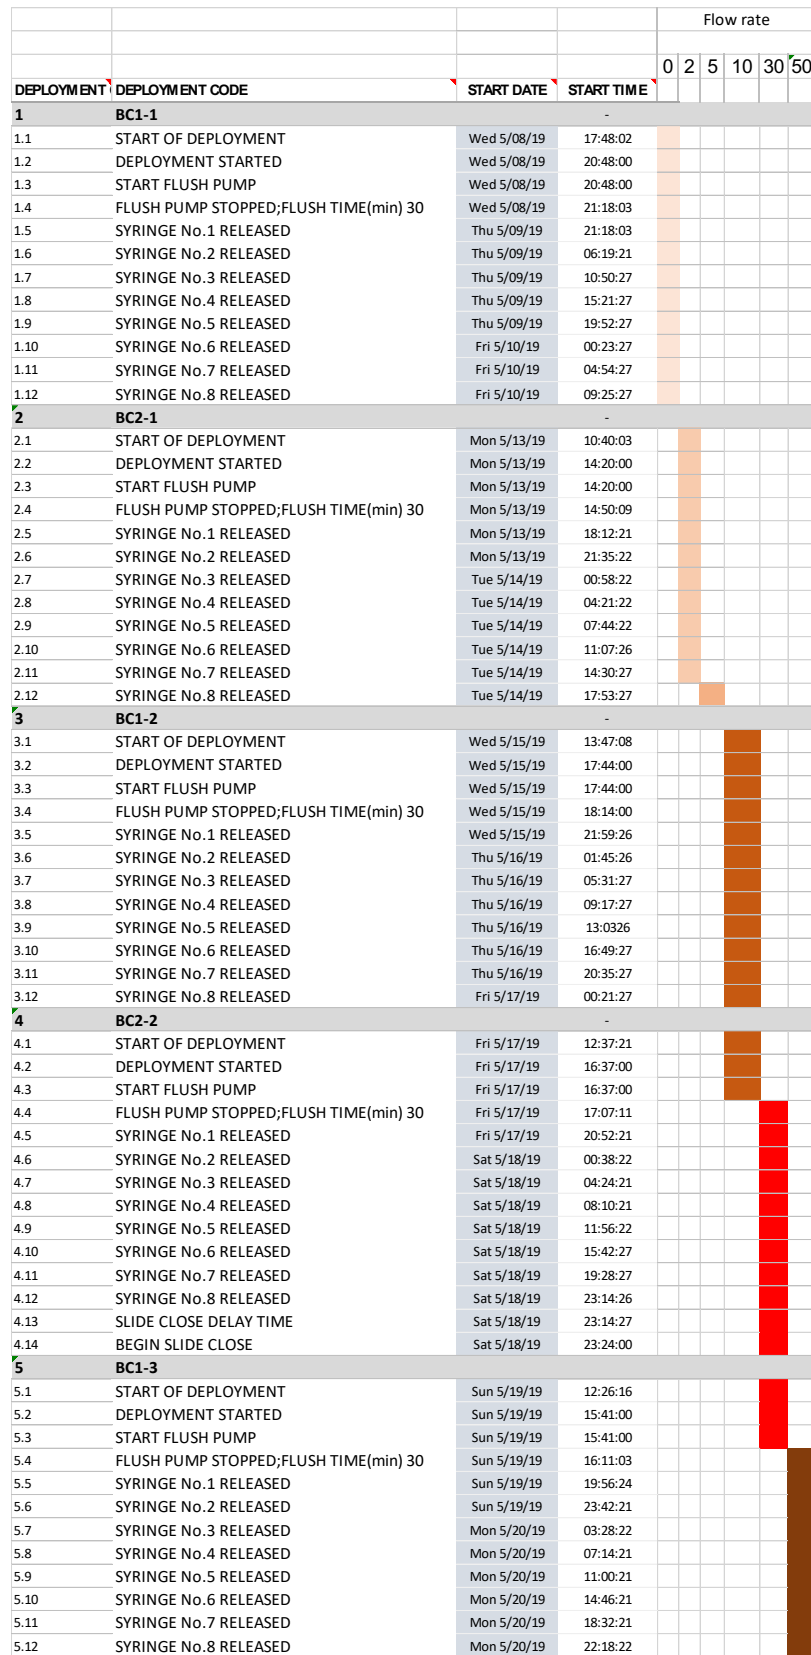 Flow rate
0 2 5 10 30 50
DEPLOYMENT DEPLOYMENT CODE START DATE START TIME
1 BC1-1 -
1.1 START OF DEPLOYMENT Wed 5/08/19 17:48:02
1.2 DEPLOYMENT STARTED Wed 5/08/19 20:48:00
1.3 START FLUSH PUMP Wed 5/08/19 20:48:00
1.4 FLUSH PUMP STOPPED;FLUSH TIME(min) 30 Wed 5/08/19 21:18:03
1.5 SYRINGE No.1 RELEASED Thu 5/09/19 21:18:03
1.6 SYRINGE No.2 RELEASED Thu 5/09/19 06:19:21
1.7 SYRINGE No.3 RELEASED Thu 5/09/19 10:50:27
1.8 SYRINGE No.4 RELEASED Thu 5/09/19 15:21:27
1.9 SYRINGE No.5 RELEASED Thu 5/09/19 19:52:27
1.10 SYRINGE No.6 RELEASED Fri 5/10/19 00:23:27
1.11 SYRINGE No.7 RELEASED Fri 5/10/19 04:54:27
1.12 SYRINGE No.8 RELEASED Fri 5/10/19 09:25:27
2 BC2-1 -
2.1 START OF DEPLOYMENT Mon 5/13/19 10:40:03
2.2 DEPLOYMENT STARTED Mon 5/13/19 14:20:00
2.3 START FLUSH PUMP Mon 5/13/19 14:20:00
2.4 FLUSH PUMP STOPPED;FLUSH TIME(min) 30 Mon 5/13/19 14:50:09
2.5 SYRINGE No.1 RELEASED Mon 5/13/19 18:12:21
2.6 SYRINGE No.2 RELEASED Mon 5/13/19 21:35:22
2.7 SYRINGE No.3 RELEASED Tue 5/14/19 00:58:22
2.8 SYRINGE No.4 RELEASED Tue 5/14/19 04:21:22
2.9 SYRINGE No.5 RELEASED Tue 5/14/19 07:44:22
2.10 SYRINGE No.6 RELEASED Tue 5/14/19 11:07:26
2.11 SYRINGE No.7 RELEASED Tue 5/14/19 14:30:27
2.12 SYRINGE No.8 RELEASED Tue 5/14/19 17:53:27
3 BC1-2 -
3.1 START OF DEPLOYMENT Wed 5/15/19 13:47:08
3.2 DEPLOYMENT STARTED Wed 5/15/19 17:44:00
3.3 START FLUSH PUMP Wed 5/15/19 17:44:00
3.4 FLUSH PUMP STOPPED;FLUSH TIME(min) 30 Wed 5/15/19 18:14:00
3.5 SYRINGE No.1 RELEASED Wed 5/15/19 21:59:26
3.6 SYRINGE No.2 RELEASED Thu 5/16/19 01:45:26
3.7 SYRINGE No.3 RELEASED Thu 5/16/19 05:31:27
3.8 SYRINGE No.4 RELEASED Thu 5/16/19 09:17:27
3.9 SYRINGE No.5 RELEASED Thu 5/16/19 13:0326
3.10 SYRINGE No.6 RELEASED Thu 5/16/19 16:49:27
3.11 SYRINGE No.7 RELEASED Thu 5/16/19 20:35:27
3.12 SYRINGE No.8 RELEASED Fri 5/17/19 00:21:27
4 BC2-2 -
4.1 START OF DEPLOYMENT Fri 5/17/19 12:37:21
4.2 DEPLOYMENT STARTED Fri 5/17/19 16:37:00
4.3 START FLUSH PUMP Fri 5/17/19 16:37:00
4.4 FLUSH PUMP STOPPED;FLUSH TIME(min) 30 Fri 5/17/19 17:07:11
4.5 SYRINGE No.1 RELEASED Fri 5/17/19 20:52:21
4.6 SYRINGE No.2 RELEASED Sat 5/18/19 00:38:22
4.7 SYRINGE No.3 RELEASED Sat 5/18/19 04:24:21
4.8 SYRINGE No.4 RELEASED Sat 5/18/19 08:10:21
4.9 SYRINGE No.5 RELEASED Sat 5/18/19 11:56:22
4.10 SYRINGE No.6 RELEASED Sat 5/18/19 15:42:27
4.11 SYRINGE No.7 RELEASED Sat 5/18/19 19:28:27
4.12 SYRINGE No.8 RELEASED Sat 5/18/19 23:14:26
4.13 SLIDE CLOSE DELAY TIME Sat 5/18/19 23:14:27
4.14 BEGIN SLIDE CLOSE Sat 5/18/19 23:24:00
5 BC1-3
5.1 START OF DEPLOYMENT Sun 5/19/19 12:26:16
5.2 DEPLOYMENT STARTED Sun 5/19/19 15:41:00
5.3 START FLUSH PUMP Sun 5/19/19 15:41:00
5.4 FLUSH PUMP STOPPED;FLUSH TIME(min) 30 Sun 5/19/19 16:11:03
5.5 SYRINGE No.1 RELEASED Sun 5/19/19 19:56:24
5.6 SYRINGE No.2 RELEASED Sun 5/19/19 23:42:21
5.7 SYRINGE No.3 RELEASED Mon 5/20/19 03:28:22
5.8 SYRINGE No.4 RELEASED Mon 5/20/19 07:14:21
5.9 SYRINGE No.5 RELEASED Mon 5/20/19 11:00:21
5.10 SYRINGE No.6 RELEASED Mon 5/20/19 14:46:21
5.11 SYRINGE No.7 RELEASED Mon 5/20/19 18:32:21
5.12 SYRINGE No.8 RELEASED Mon 5/20/19 22:18:22